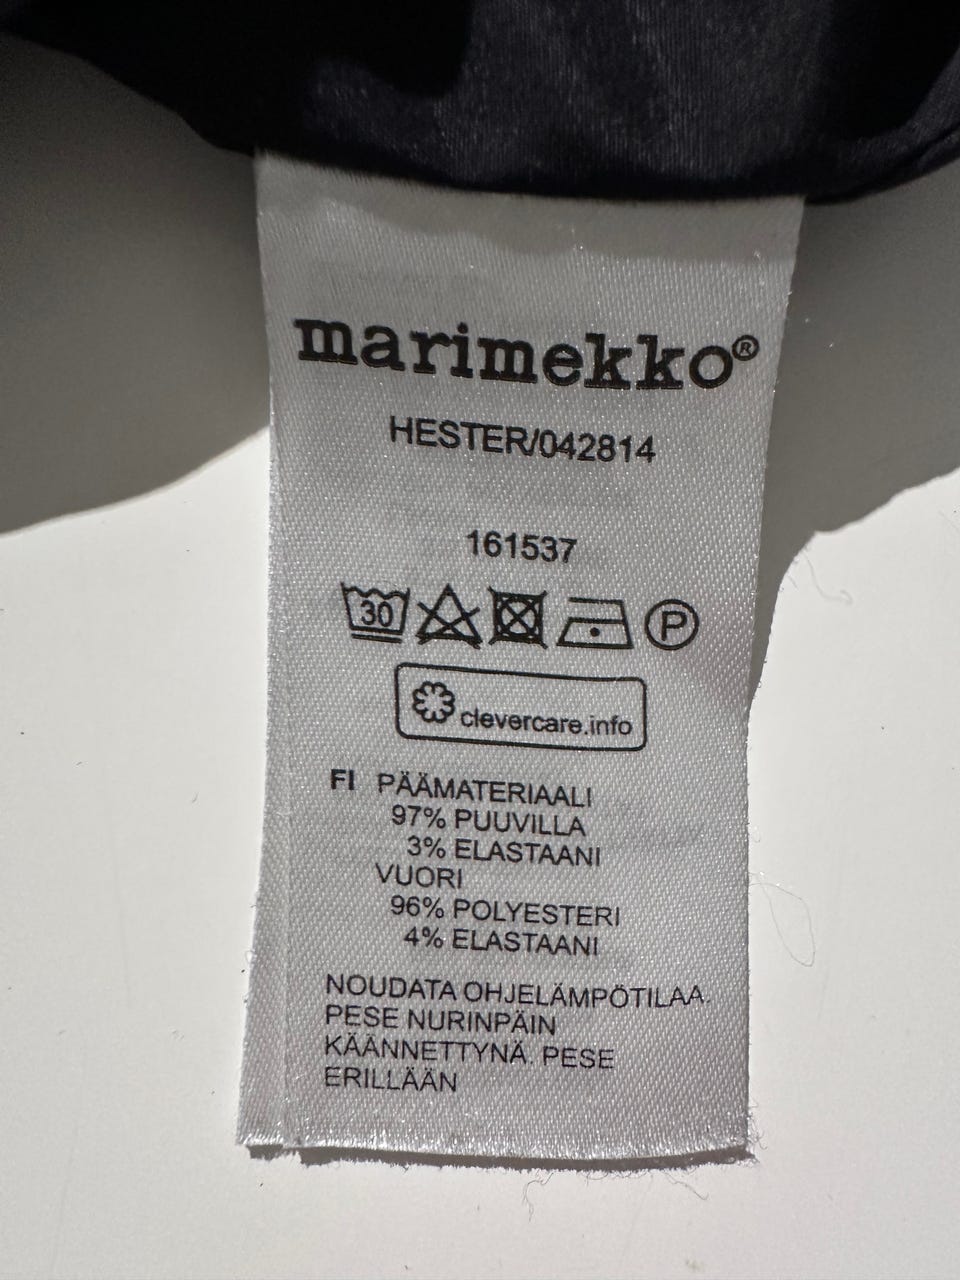 marimekko®
HESTER/042814
161537
30 P
clevercare.info
FI PÄÄMATERIAALI
97% PUUVILLA
3% ELASTAANI
VUORI
96% POLYESTERI
4% ELASTAANI
NOUDATA OHJELÄMPÖTILAA.
PESE NURINPÄIN
KÄÄNNETTYNÄ. PESE
ERILLÄÄN